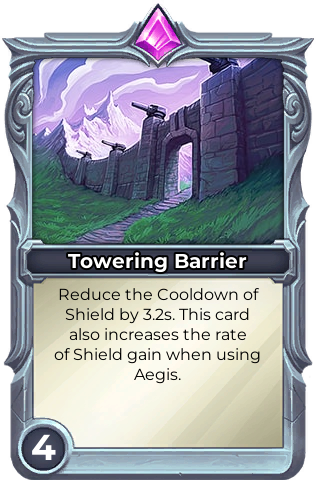 Towering Barrier
Reduce the Cooldown of
Shield by 3.2s. This card
also increases the rate
of Shield gain when using
Aegis.
4